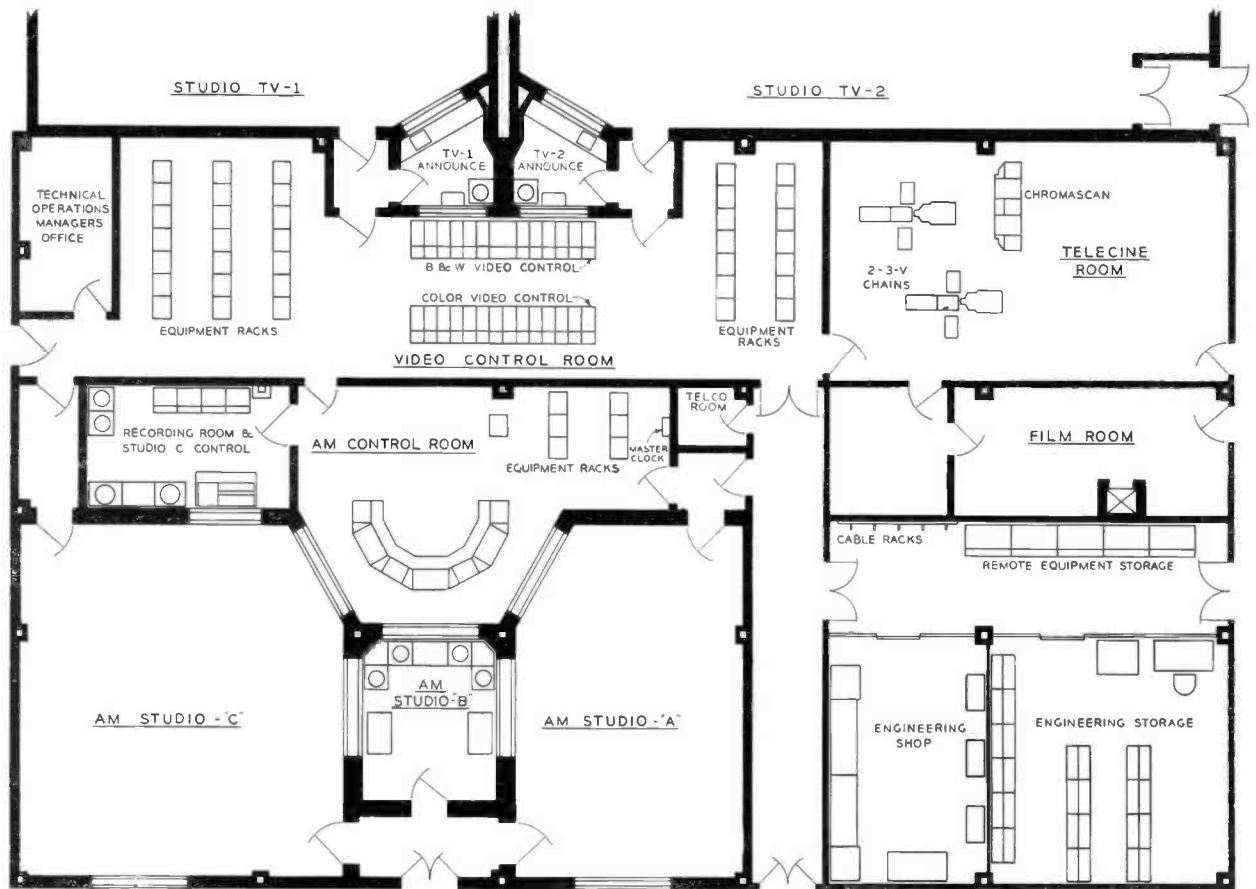 STUDIO TV-1
STUDIO TV-2
TV-1
ANNOUNCE
TV-2
ANNOUNCE
TECHNICAL
OPERATIONS
MANAGERS
OFFICE
CHROMASCAN
TELECINE
ROOM
2-3-V
CHAINS
B & W VIDEO CONTROL
COLOR VIDEO CONTROL
EQUIPMENT RACKS
EQUIPMENT
RACKS
VIDEO CONTROL ROOM
TELCO
ROOM
RECORDING ROOM &
STUDIO C CONTROL
AM CONTROL ROOM
FILM ROOM
MASTER
CLOCK
EQUIPMENT RACKS
CABLE RACKS
REMOTE EQUIPMENT STORAGE
AM
STUDIO-"B"
AM STUDIO-"C"
AM STUDIO-"A"
ENGINEERING
SHOP
ENGINEERING STORAGE